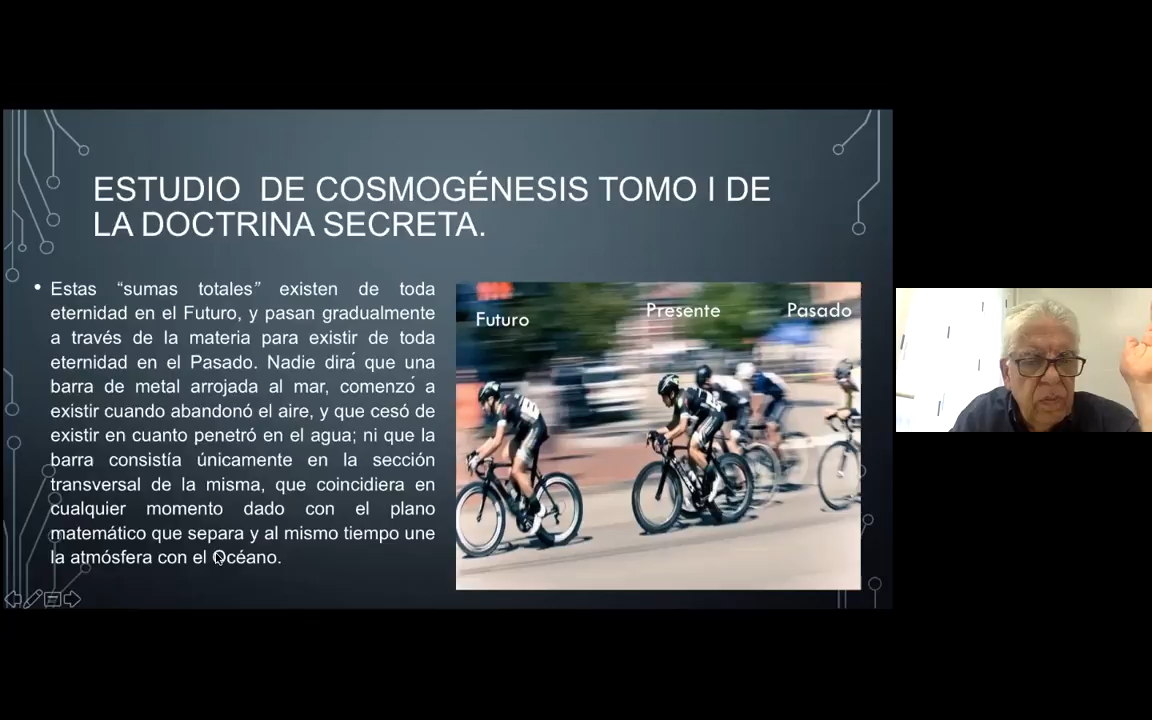 ESTUDIO DE COSMOGÉNESIS TOMO I DE
LA DOCTRINA SECRETA.
• Estas “sumas totales” existen de toda
eternidad en el Futuro, y pasan gradualmente
a través de la materia para existir de toda
eternidad en el Pasado. Nadie dirá que una
barra de metal arrojada al mar, comenzó a
existir cuando abandonó el aire, y que cesó de
existir en cuanto penetró en el agua; ni que la
barra consistía únicamente en la sección
transversal de la misma, que coincidiera en
cualquier momento dado con el plano
matemático que separa y al mismo tiempo une
la atmósfera con el Océano.
Futuro
Presente
Pasado